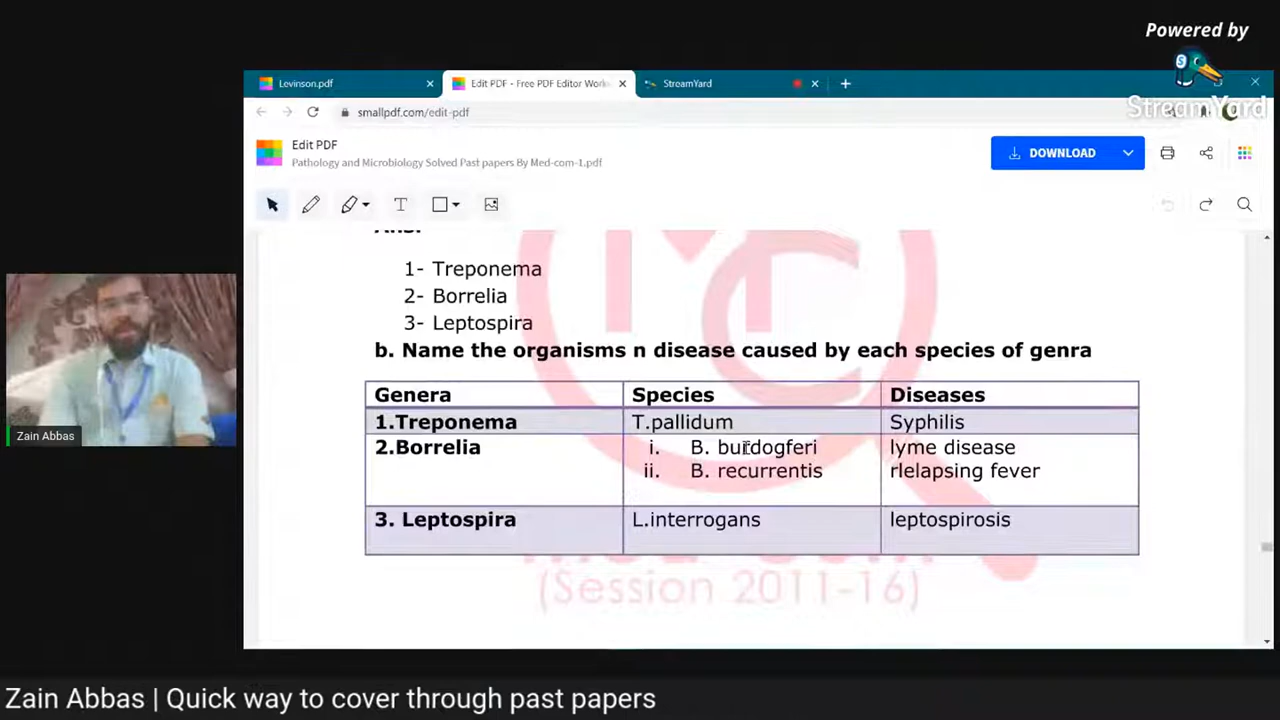 Powered by
StreamYard
Levinson.pdf
Edit PDF - Free PDF Editor Work
StreamYard
smallpdf.com/edit-pdf
Edit PDF
Pathology and Microbiology Solved Past papers By Med-com-1.pdf
DOWNLOAD
1- Treponema
2- Borrelia
3- Leptospira
b. Name the organisms n disease caused by each species of genra
Genera Species Diseases
1.Treponema T.pallidum Syphilis
2.Borrelia i. B. burdogferi lyme disease
ii. B. recurrentis rlelapsing fever
3. Leptospira L.interrogans leptospirosis
(Session 2011-16)
Zain Abbas
Zain Abbas | Quick way to cover through past papers